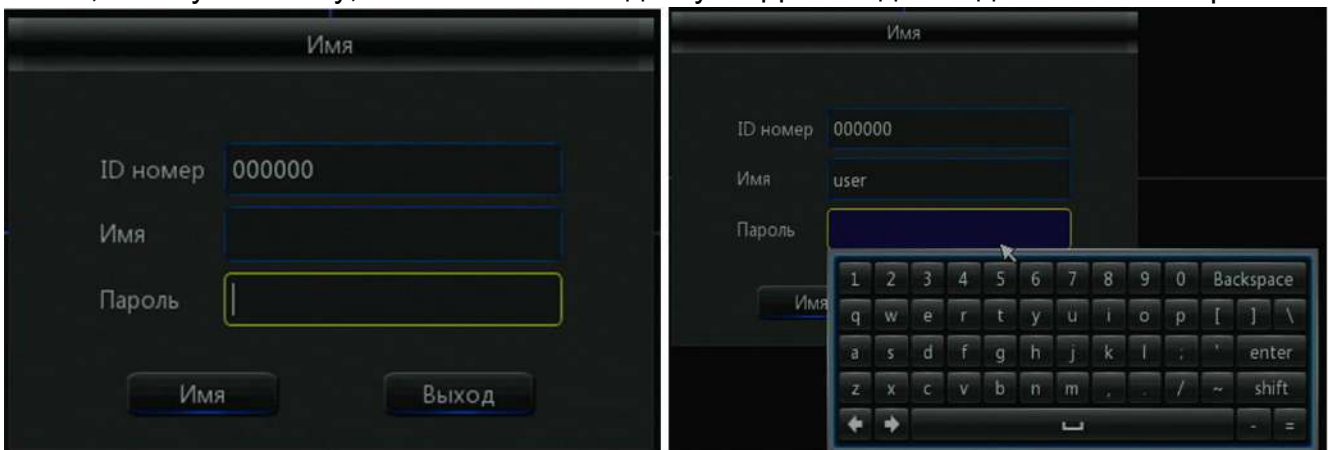 Имя
ID номер 000000
Имя
Пароль
Имя Выход
Имя
ID номер 000000
Имя user
Пароль
Имя
1 2 3 4 5 6 7 8 9 0 Backspace
q w e r t y u i o p [ ] \
a s d f g h j k l ; ' enter
z x c v b n m , . / ~ shift
- =